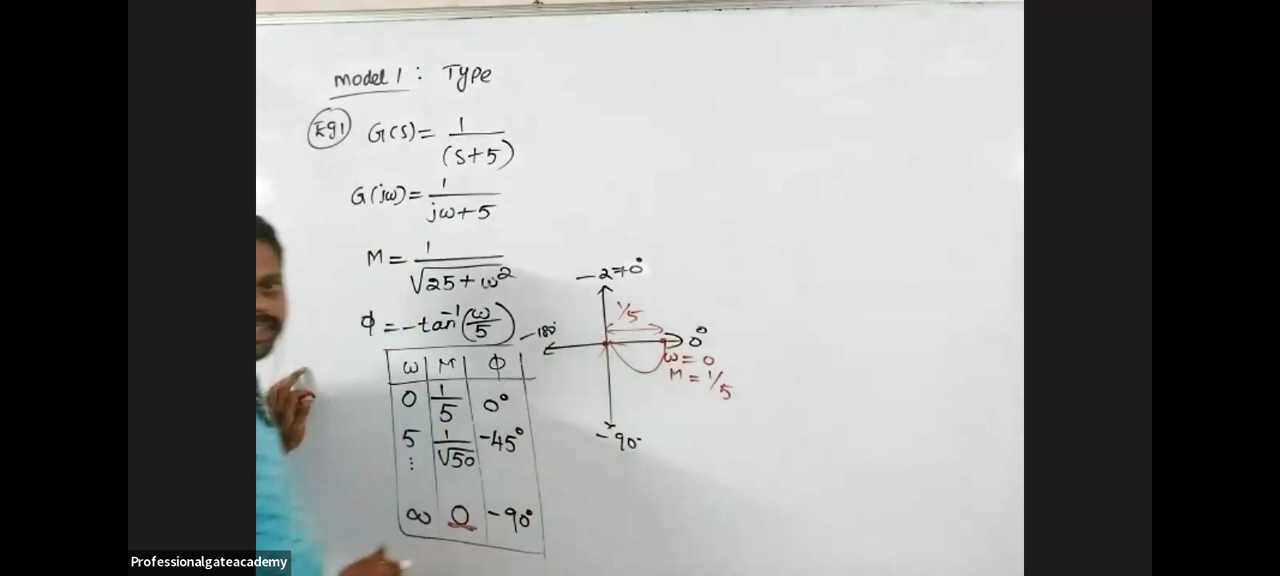 Model 1 : Type
Eg1 G(s) = 1/(s+5)
G(jω) = 1/(jω+5)
M = 1/√(25+ω²)
ϕ = -tan⁻¹(ω/5)
ω M ϕ
0 1/5 0°
5 1/√50 -45°
⋮
∞ 0 -90°
-270°
1/5
-180°
0°
ω = 0
M = 1/5
-90°
Professionalgateacademy